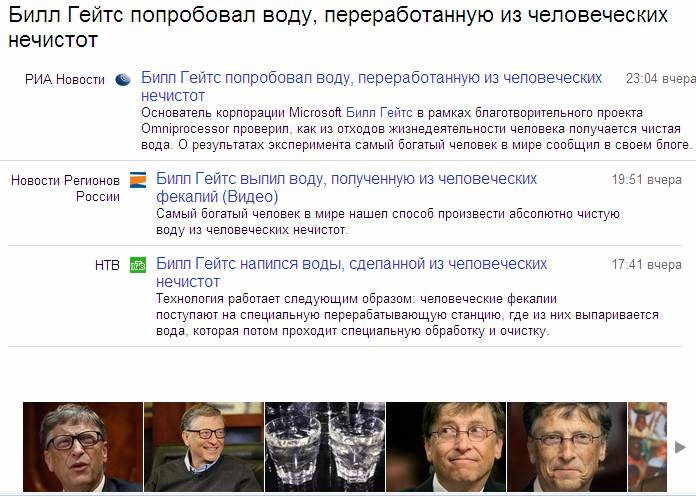 Билл Гейтс попробовал воду, переработанную из человеческих
нечистот
РИА Новости
Билл Гейтс попробовал воду, переработанную из человеческих
23:04 вчера
нечистот
Основатель корпорации Microsoft Билл Гейтс в рамках благотворительного проекта
Omniprocessor проверил, как из отходов жизнедеятельности человека получается чистая
вода. О результатах эксперимента самый богатый человек в мире сообщил в своем блоге.
Новости Регионов
России
Билл Гейтс выпил воду, полученную из человеческих
19:51 вчера
фекалий (Видео)
Самый богатый человек в мире нашел способ произвести абсолютно чистую
воду из человеческих нечистот.
НТВ
Билл Гейтс напился воды, сделанной из человеческих
17:41 вчера
нечистот
Технология работает следующим образом: человеческие фекалии
поступают на специальную перерабатывающую станцию, где из них выпаривается
вода, которая потом проходит специальную обработку и очистку.